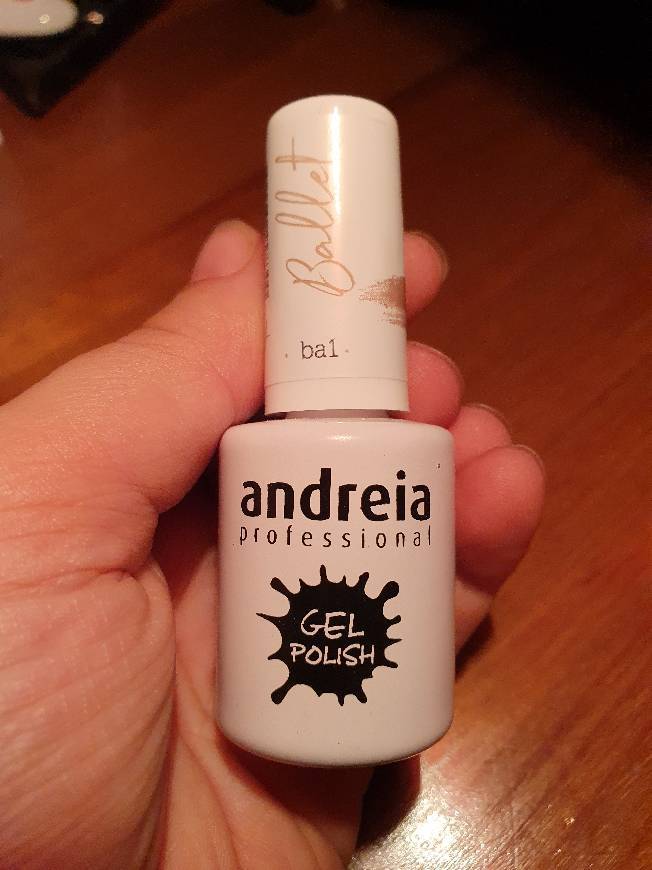 Ballet
ba1
andreia
professional
GEL
POLISH